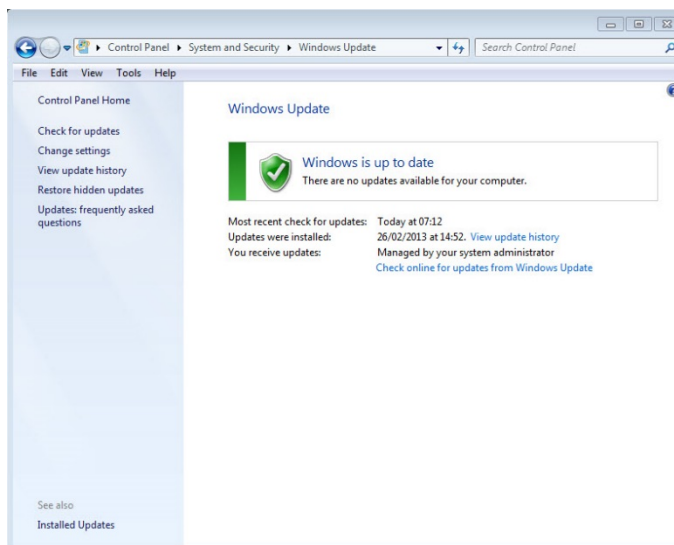 Control Panel ▸ System and Security ▸ Windows Update
Search Control Panel
File Edit View Tools Help
Control Panel Home
Check for updates
Change settings
View update history
Restore hidden updates
Updates: frequently asked
questions
See also
Installed Updates
Windows Update
Windows is up to date
There are no updates available for your computer.
Most recent check for updates: Today at 07:12
Updates were installed: 26/02/2013 at 14:52. View update history
You receive updates: Managed by your system administrator
Check online for updates from Windows Update